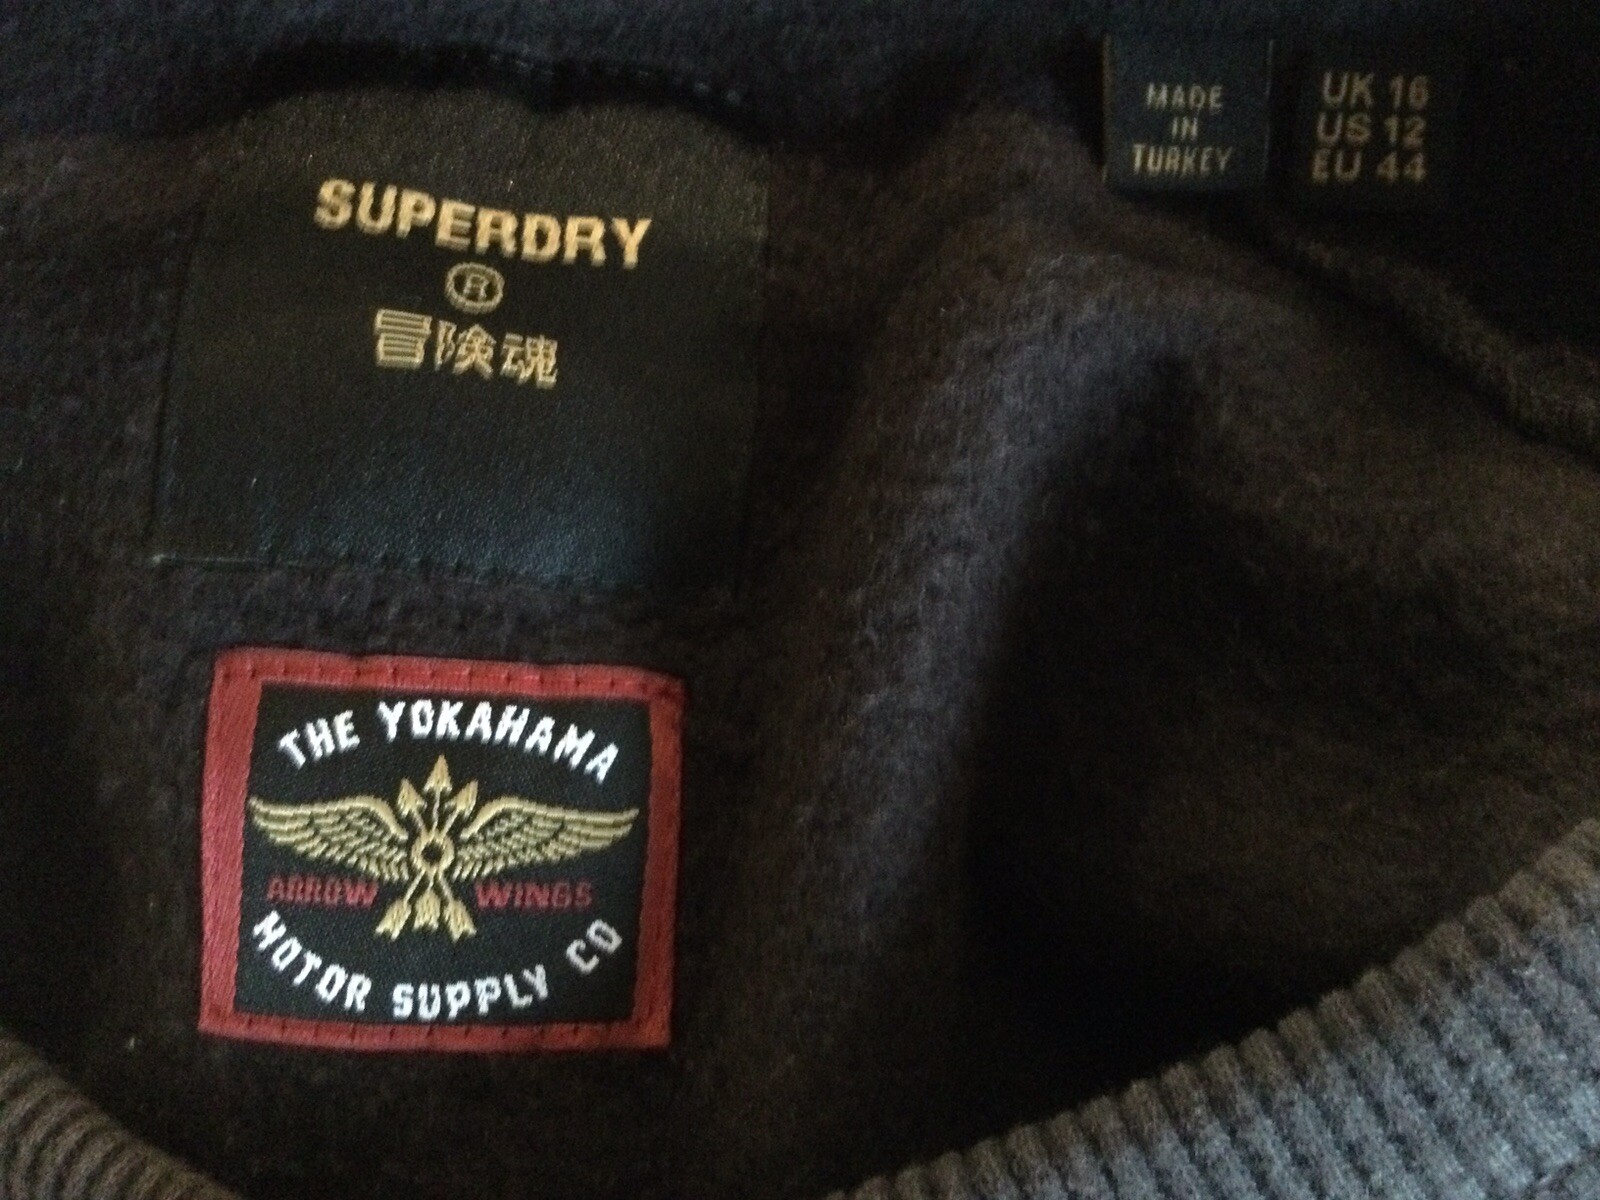 SUPERDRY
®
冒険魂
MADE
IN
TURKEY
UK 16
US 12
EU 44
THE YOKAHAMA
ARROW WINGS
MOTOR SUPPLY CO